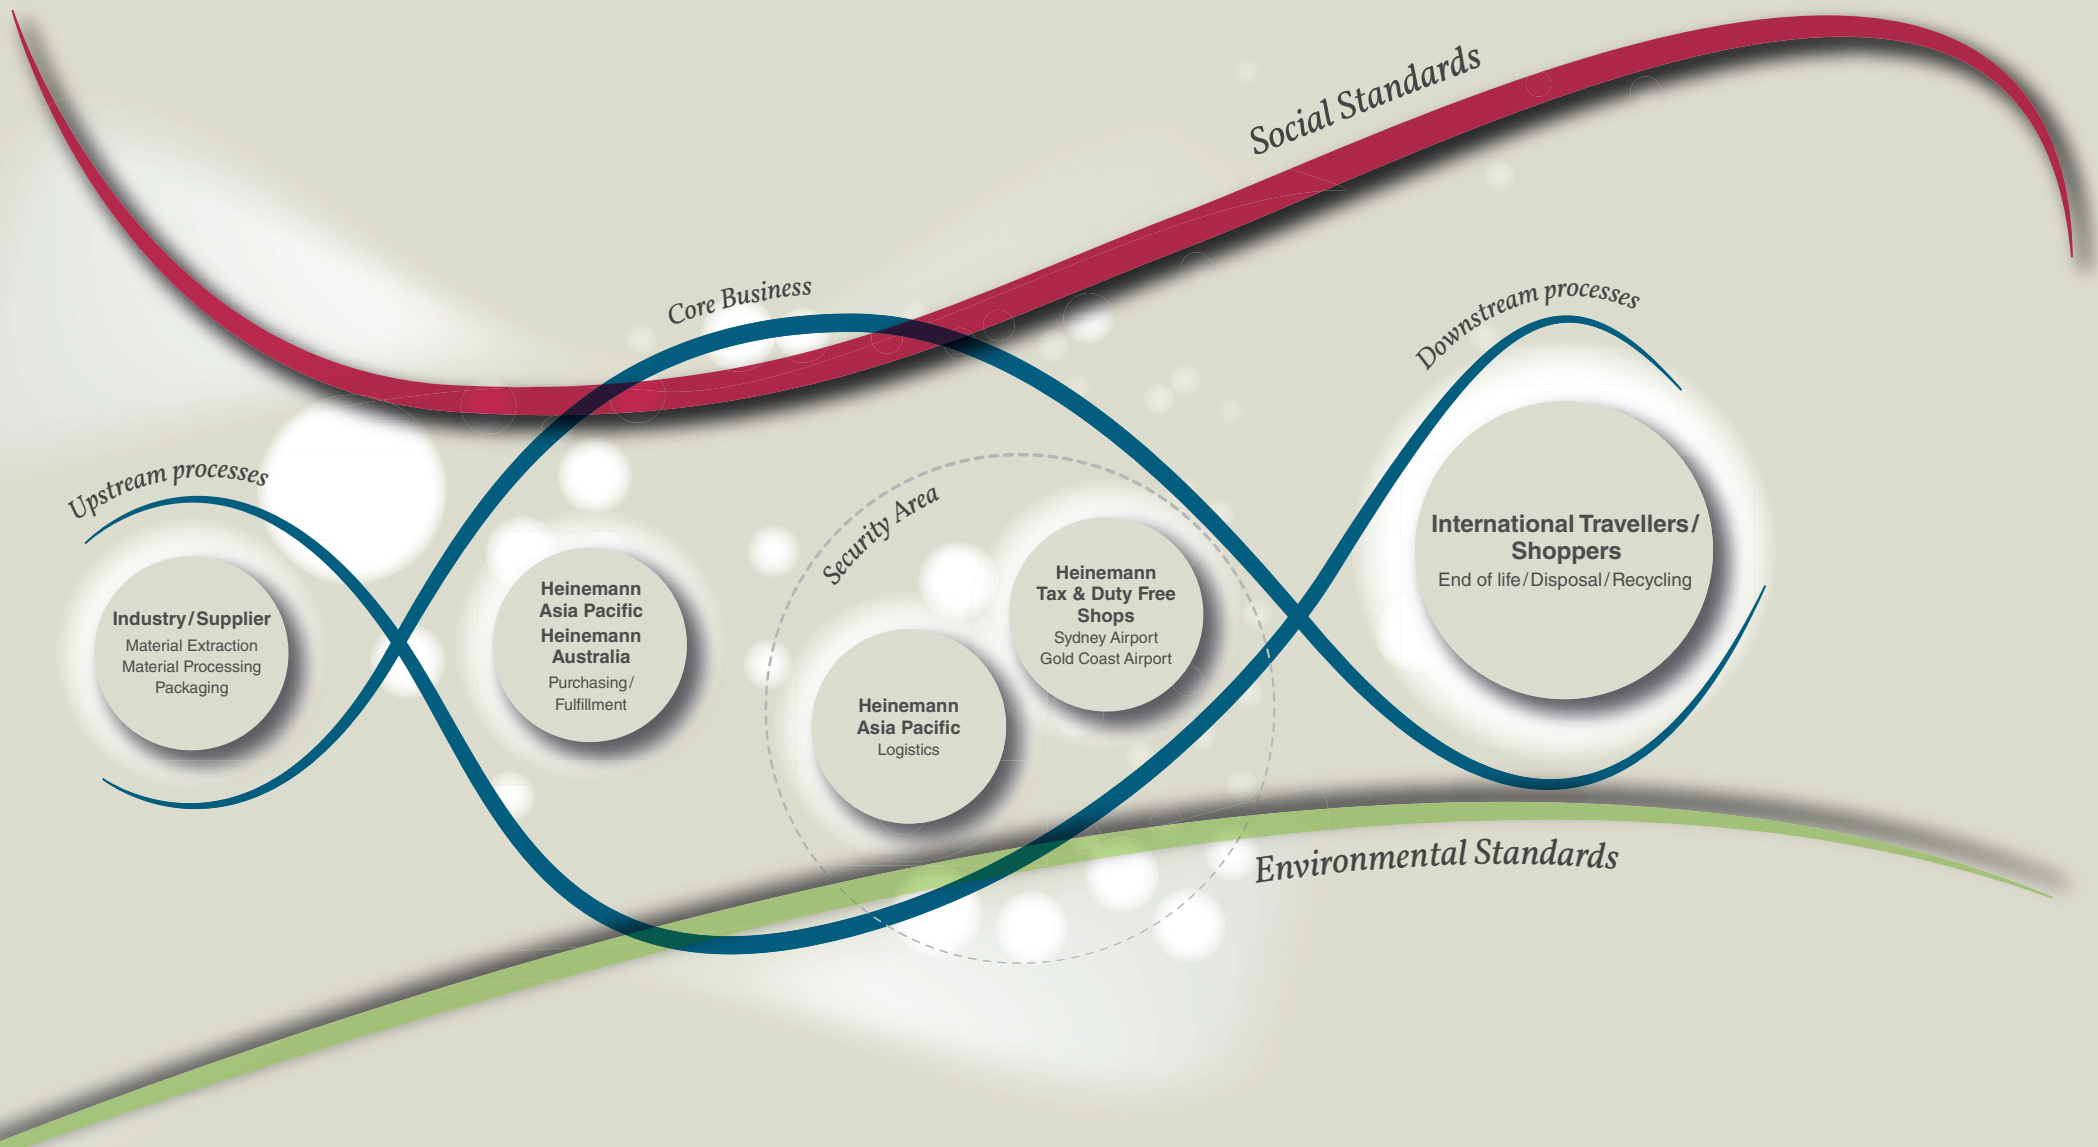 Social Standards
Core Business
Downstream processes
Upstream processes
Security Area
Industry/Supplier
Material Extraction
Material Processing
Packaging
Heinemann
Asia Pacific
Heinemann
Australia
Purchasing/
Fulfillment
Heinemann
Asia Pacific
Logistics
Heinemann
Tax & Duty Free
Shops
Sydney Airport
Gold Coast Airport
International Travellers/
Shoppers
End of life/Disposal/Recycling
Environmental Standards